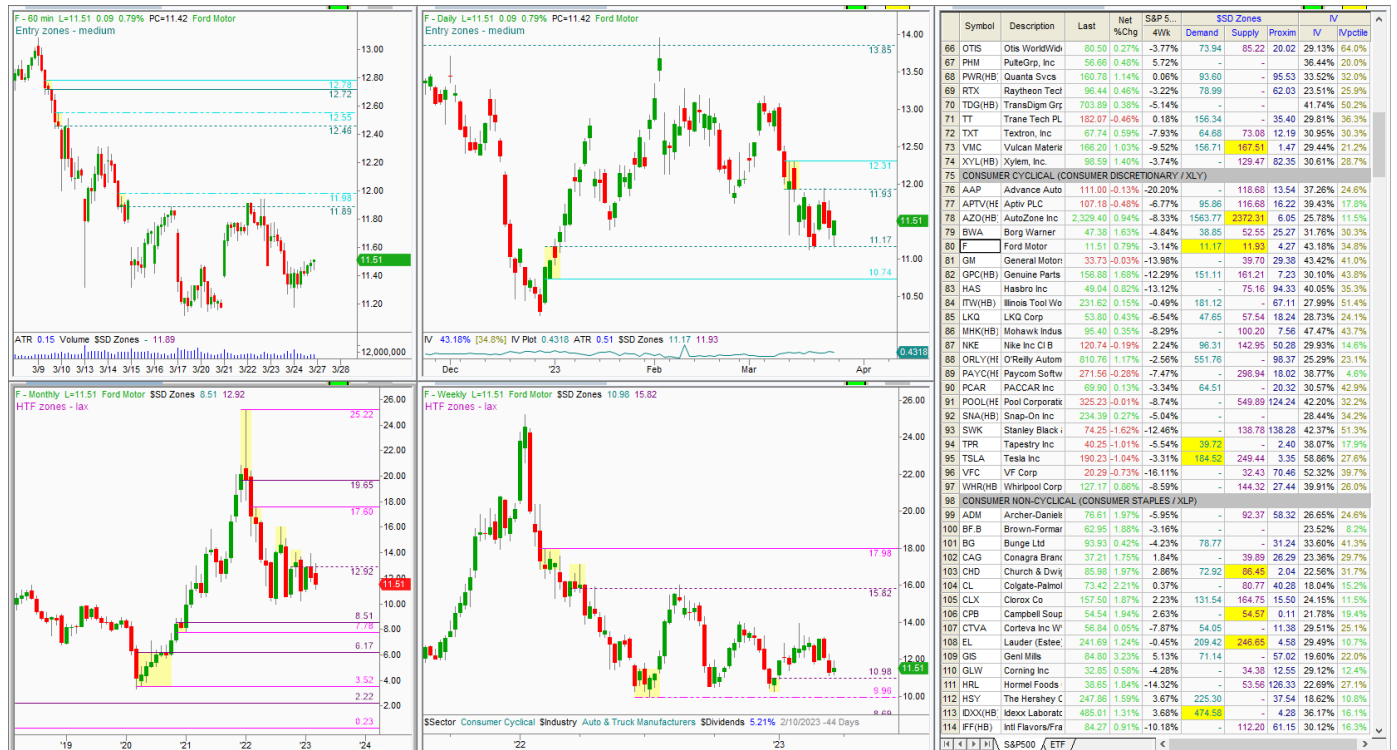 F - 60 min L=11.51 0.09 0.79% PC=11.42 Ford Motor
Entry zones - medium
13.00
12.80
12.60
12.40
12.20
12.00
11.80
11.60
11.40
11.20
12.78
12.72
12.55
12.46
11.98
11.89
11.51
ATR 0.15 Volume $SD Zones - 11.89
12,000,000
3/9 3/10 3/13 3/14 3/15 3/16 3/17 3/20 3/21 3/22 3/23 3/24 3/27 3/28
F - Daily L=11.51 0.09 0.79% PC=11.42 Ford Motor
Entry zones - medium
14.00
13.50
13.00
12.50
12.00
11.00
10.50
13.85
12.31
11.93
11.17
10.74
11.51
IV 43.18% [34.8%] IV Plot 0.4318 ATR 0.51 $SD Zones 11.17 11.93
0.4318
Dec '23 Feb Mar Apr
F - Monthly L=11.51 Ford Motor $SD Zones 8.51 12.92
HTF zones - lax
26.00
24.00
22.00
20.00
18.00
16.00
14.00
12.00
10.00
8.00
6.00
4.00
2.00
25.22
19.65
17.60
12.92
8.51
7.76
6.17
3.52
2.22
0.23
11.51
'19 '20 '21 '22 '23 '24
F - Weekly L=11.51 Ford Motor $SD Zones 10.98 15.82
HTF zones - lax
26.00
24.00
22.00
20.00
18.00
16.00
14.00
12.00
10.00
17.98
15.82
10.98
9.96
8.69
11.51
$Sector Consumer Cyclical $Industry Auto & Truck Manufacturers $Dividends 5.21% 2/10/2023 -44 Days
'22 '23
Symbol Description Last Net %Chg S&P 5... 4Wk $SD Zones Demand Supply Proxim IV IV IVpctile
66 OTIS Otis WorldWide 80.50 0.27% -3.77% 73.94 85.22 20.02 29.13% 64.0%
67 PHM PulteGrp, Inc 56.66 0.48% 5.72% - - 36.44% 20.0%
68 PWR(HB) Quanta Svcs 160.78 1.14% 0.06% 93.60 - 95.53 33.52% 32.0%
69 RTX Raytheon Tech 96.44 0.46% -3.22% 78.99 - 62.03 23.51% 25.9%
70 TDG(HB) TransDigm Grp 703.89 0.38% -5.14% - - 41.74% 50.2%
71 TT Trane Tech PL 182.07 -0.46% 0.18% 156.34 - 35.40 29.81% 36.3%
72 TXT Textron, Inc 67.74 0.59% -7.93% 64.68 73.08 12.19 30.95% 30.3%
73 VMC Vulcan Materia 166.20 1.03% -9.52% 156.71 167.51 1.47 29.44% 21.2%
74 XYL(HB) Xylem, Inc. 98.59 1.40% -3.74% - 129.47 82.35 30.61% 28.7%
75 CONSUMER CYCLICAL (CONSUMER DISCRETIONARY / XLY)
76 AAP Advance Auto 111.00 -0.13% -20.20% - 118.68 13.54 37.26% 24.6%
77 APTV(HB Aptiv PLC 107.18 -0.48% -6.77% 95.86 116.68 16.22 39.43% 17.8%
78 AZO(HB) AutoZone Inc 2,329.40 0.94% -8.33% 1563.77 2372.31 6.05 25.78% 11.5%
79 BWA Borg Warner 47.38 1.63% -4.84% 38.85 52.55 25.27 31.76% 30.3%
80 F Ford Motor 11.51 0.79% -3.14% 11.17 11.93 4.27 43.18% 34.8%
81 GM General Motors 33.73 -0.03% -13.98% - 39.70 29.38 43.42% 41.0%
82 GPC(HB) Genuine Parts 156.88 1.68% -12.29% 151.11 161.21 7.23 30.10% 43.8%
83 HAS Hasbro Inc 49.04 0.82% -13.12% - 75.16 94.33 40.05% 35.3%
84 ITW(HB) Illinois Tool Wo 231.62 0.15% -0.49% 181.12 - 67.11 27.99% 51.4%
85 LKQ LKQ Corp 53.80 0.43% -6.54% 47.65 57.54 18.24 28.73% 24.1%
86 MHK(HB) Mohawk Indus 95.40 0.35% -8.29% - 100.20 7.56 47.47% 43.7%
87 NKE Nike Inc Cl B 120.74 -0.19% 2.24% 96.31 142.95 50.28 29.93% 14.6%
88 ORLY(HB O'Reilly Autom 810.76 1.17% -2.56% 551.76 - 98.37 25.29% 23.1%
89 PAYC(HB Paycom Softw 271.56 -0.28% -7.47% - 298.94 18.02 38.77% 4.6%
90 PCAR PACCAR Inc 69.90 0.13% -3.34% 64.51 - 20.32 30.57% 42.9%
91 POOL(HB Pool Corporatic 325.23 -0.01% -8.74% - 549.89 124.24 42.20% 32.2%
92 SNA(HB) Snap-On Inc 234.39 0.27% -5.04% - - 28.44% 34.2%
93 SWK Stanley Black & 74.25 -1.62% -12.46% - 138.78 138.28 42.37% 51.3%
94 TPR Tapestry Inc 40.25 -1.01% -5.54% 39.72 - 2.40 38.07% 17.9%
95 TSLA Tesla Inc 190.23 -1.04% -3.31% 184.52 249.44 3.35 58.86% 27.6%
96 VFC VF Corp 20.29 -0.73% -16.11% - 32.43 70.46 52.32% 39.7%
97 WHR(HB) Whirlpool Corp 127.17 0.86% -8.59% - 144.32 27.44 39.91% 26.0%
98 CONSUMER NON-CYCLICAL (CONSUMER STAPLES / XLP)
99 ADM Archer-Daniels 76.61 1.97% -5.95% - 92.37 58.32 26.65% 24.6%
100 BF.B Brown-Forman 62.95 1.88% -3.16% - - 23.52% 8.2%
101 BG Bunge Ltd 93.93 0.42% -4.23% 78.77 - 31.24 33.60% 41.3%
102 CAG Conagra Brand 37.21 1.75% 1.84% - 39.89 26.29 23.36% 29.7%
103 CHD Church & Dwig 85.98 1.97% 2.86% 72.92 86.45 2.04 22.56% 31.7%
104 CL Colgate-Palmol 73.42 2.21% 0.37% - 80.77 40.28 18.04% 15.2%
105 CLX Clorox Co 157.50 1.87% 2.23% 131.54 164.75 15.50 24.15% 11.5%
106 CPB Campbell Soup 54.54 1.94% 2.63% - 54.57 0.11 21.78% 19.4%
107 CTVA Corteva Inc W 56.84 0.05% -7.87% 54.05 - 11.38 29.51% 25.1%
108 EL Lauder (Estee) 241.69 1.24% -0.45% 209.42 246.65 4.58 29.49% 10.7%
109 GIS Genl Mills 84.80 3.23% 5.13% 71.14 - 57.02 19.60% 22.0%
110 GLW Corning Inc 32.85 0.58% -4.28% - 34.38 12.55 29.12% 12.4%
111 HRL Hormel Foods 38.65 1.84% -14.32% - 53.56 126.33 22.69% 27.1%
112 HSY The Hershey C 247.86 1.59% 3.67% 225.30 - 37.54 18.62% 10.8%
113 IDXX(HB Idexx Laborato 485.01 1.31% 3.68% 474.58 - 4.28 36.17% 16.1%
114 IFF(HB) Intl Flavors/Fra 84.27 0.91% -10.18% - 112.20 61.15 30.12% 16.3%
S&P500 ETF